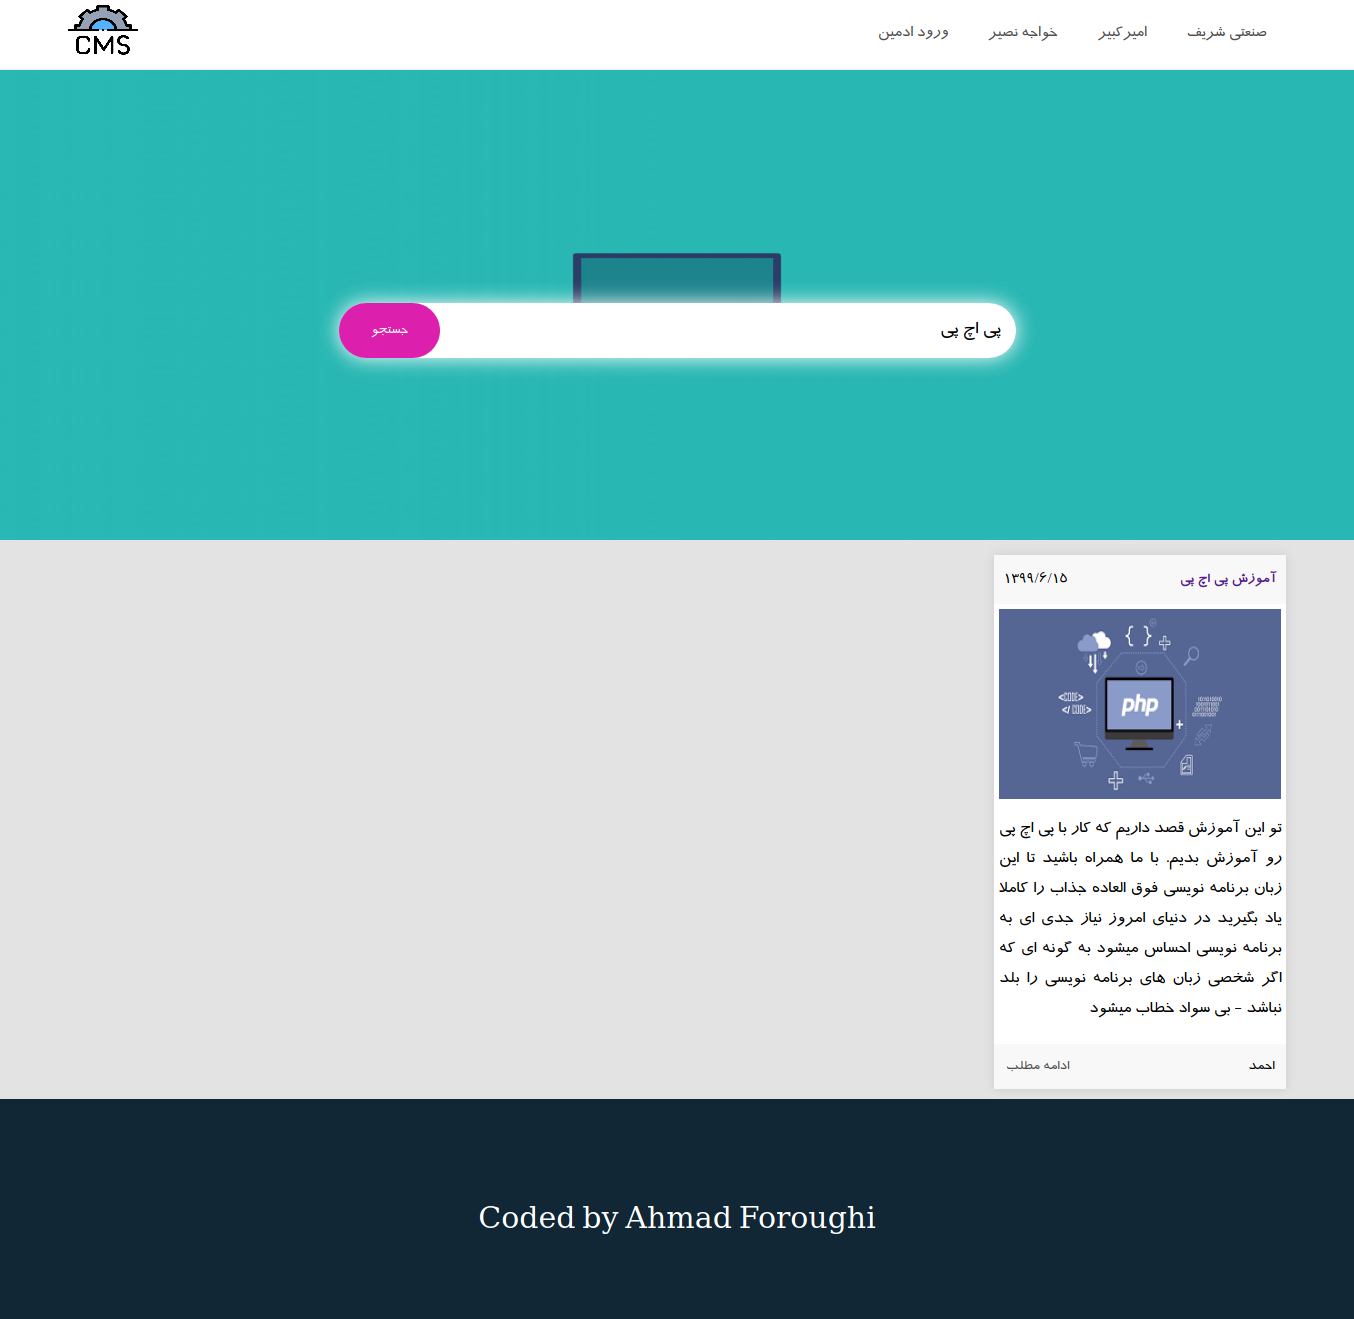 CMS
صنعتی شریف
امیرکبیر
خواجه نصیر
ورود ادمین
پی اچ پی
جستجو
آموزش پی اچ پی
۱۳۹۹/۶/۱۵
{ }
<CODE>
</ CODE>
php
تو این آموزش قصد داریم که کار با پی اچ پی
رو آموزش بدیم. با ما همراه باشید تا این
زبان برنامه نویسی فوق العاده جذاب را کاملا
یاد بگیرید در دنیای امروز نیاز جدی ای به
برنامه نویسی احساس میشود به گونه ای که
اگر شخصی زبان های برنامه نویسی را بلد
نباشد - بی سواد خطاب میشود
احمد
ادامه مطلب
Coded by Ahmad Foroughi